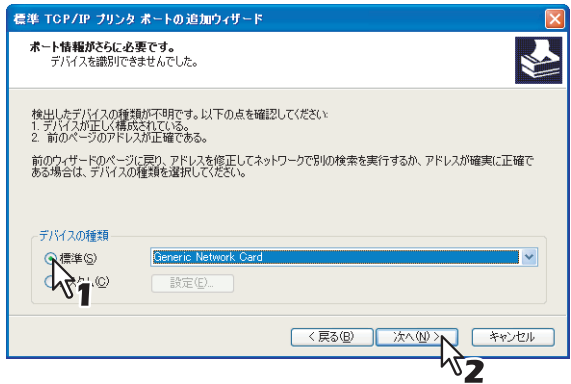 標準 TCP/IP プリンタ ポートの追加ウィザード
ポート情報がさらに必要です。
デバイスを識別できませんでした。
検出したデバイスの種類が不明です。以下の点を確認してください:
1. デバイスが正しく構成されている。
2. 前のページのアドレスが正確である。
前のウィザードのページに戻り、アドレスを修正してネットワークで別の検索を実行するか、アドレスが確実に正確で
ある場合は、デバイスの種類を選択してください。
デバイスの種類
標準(S)
Generic Network Card
(C)
設定(E)...
1
< 戻る(B)
次へ(N) >
キャンセル
2